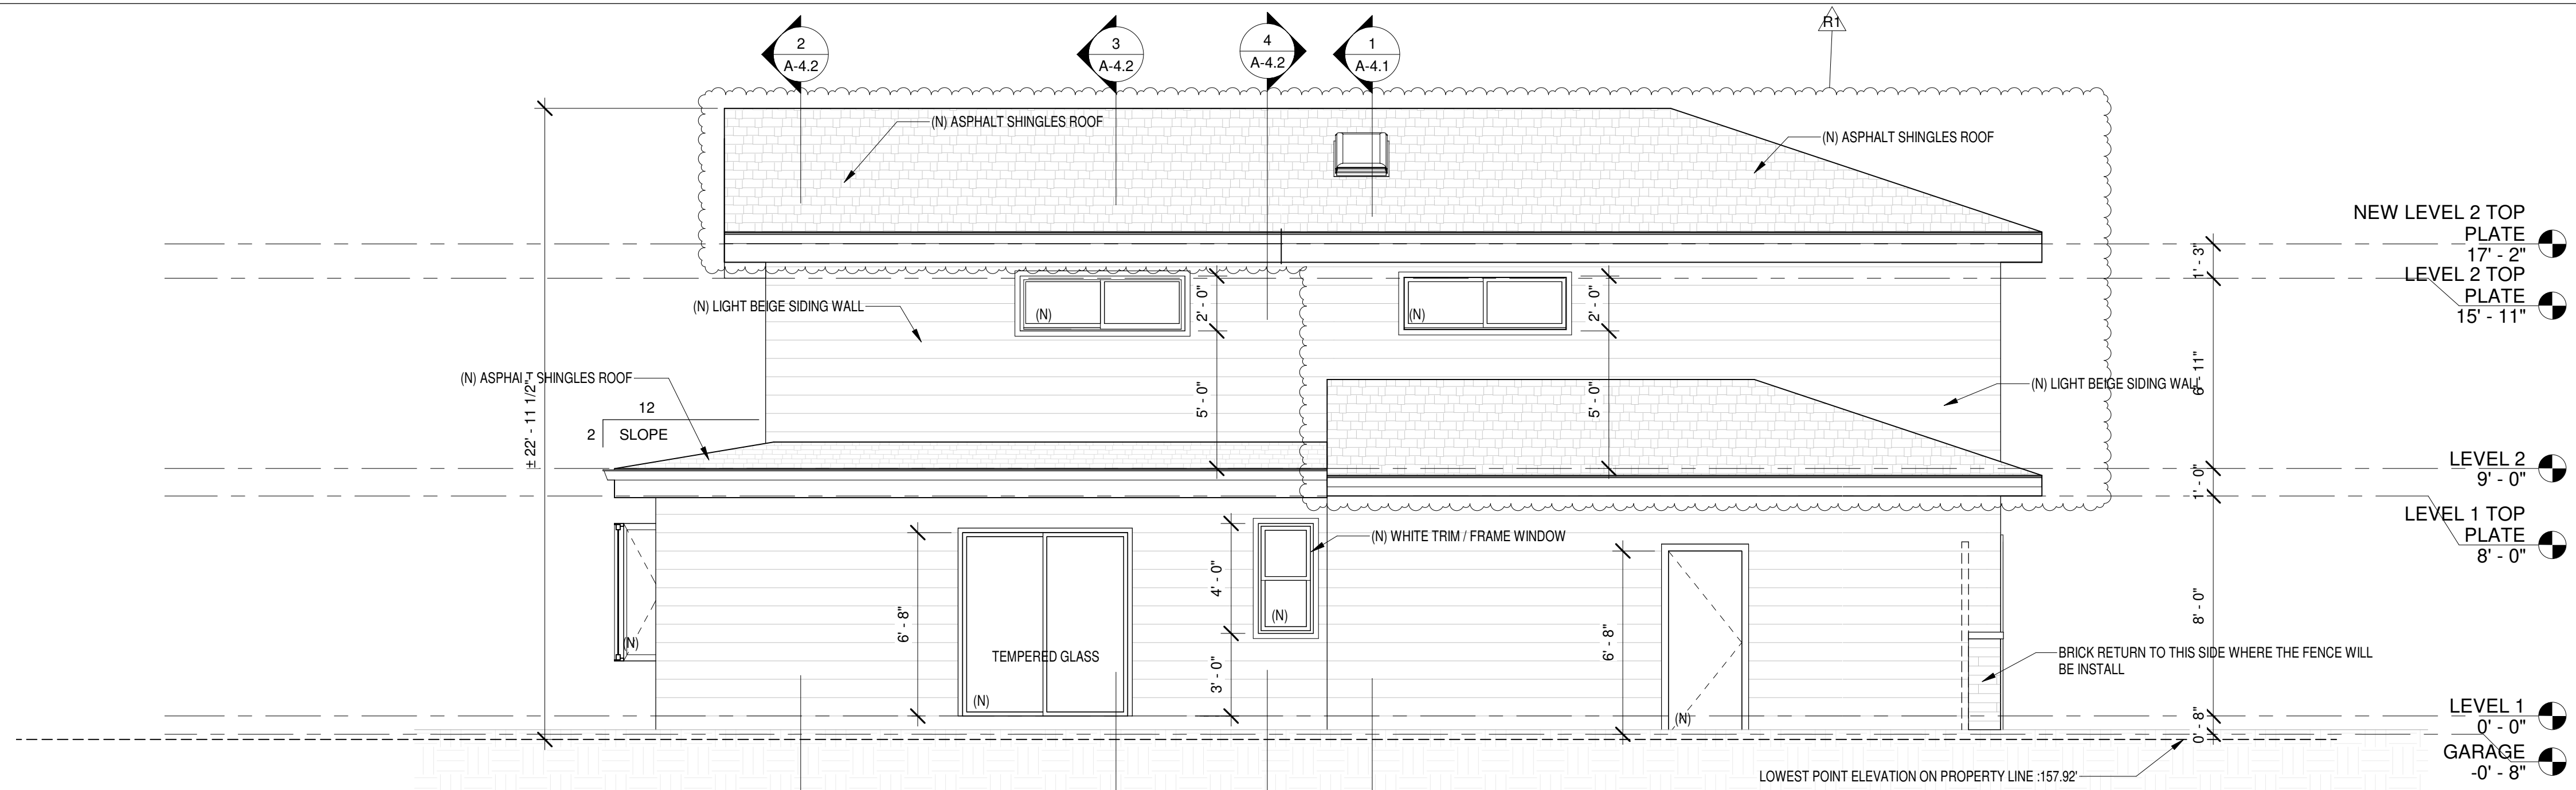 R1
2
A-4.2
3
A-4.2
4
A-4.2
1
A-4.1
(N) ASPHALT SHINGLES ROOF
(N) ASPHALT SHINGLES ROOF
NEW LEVEL 2 TOP
PLATE
17' - 2"
1' - 3"
LEVEL 2 TOP
PLATE
15' - 11"
(N) LIGHT BEIGE SIDING WALL
(N)
2' - 0"
(N)
2' - 0"
(N) ASPHALT SHINGLES ROOF
± 22' - 11 1/2"
12
2
SLOPE
5' - 0"
5' - 0"
(N) LIGHT BEIGE SIDING WALL
6' - 11"
LEVEL 2
9' - 0"
1' - 0"
LEVEL 1 TOP
PLATE
8' - 0"
(N) WHITE TRIM / FRAME WINDOW
4' - 0"
(N)
6' - 8"
6' - 8"
8' - 0"
(N)
TEMPERED GLASS
(N)
3' - 0"
(N)
BRICK RETURN TO THIS SIDE WHERE THE FENCE WILL
BE INSTALL
LEVEL 1
0' - 0"
0' - 8"
GARAGE
-0' - 8"
LOWEST POINT ELEVATION ON PROPERTY LINE :157.92'